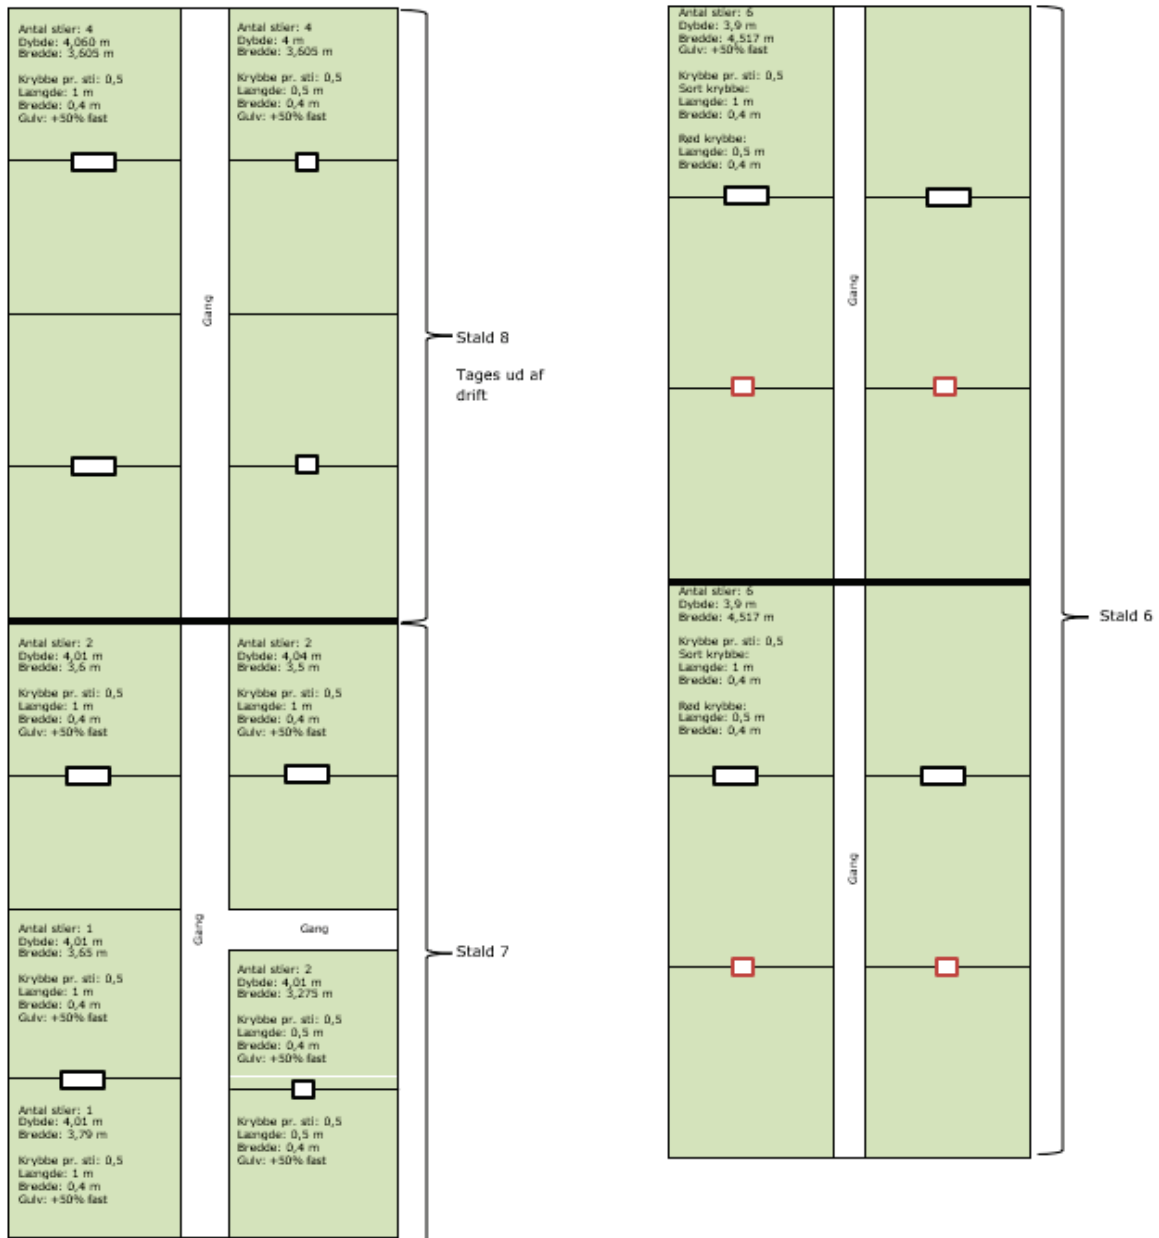 Antal stier: 4
Dybde: 4,060 m
Bredde: 3,605 m
Krybbe pr. sti: 0,5
Længde: 1 m
Bredde: 0,4 m
Gulv: +50% fast
Antal stier: 4
Dybde: 4 m
Bredde: 3,605 m
Krybbe pr. sti: 0,5
Længde: 0,5 m
Bredde: 0,4 m
Gulv: +50% fast
Gang
Stald 8
Tages ud af
drift
Antal stier: 2
Dybde: 4,01 m
Bredde: 3,6 m
Krybbe pr. sti: 0,5
Længde: 1 m
Bredde: 0,4 m
Gulv: +50% fast
Antal stier: 2
Dybde: 4,04 m
Bredde: 3,5 m
Krybbe pr. sti: 0,5
Længde: 1 m
Bredde: 0,4 m
Gulv: +50% fast
Antal stier: 1
Dybde: 4,01 m
Bredde: 3,65 m
Krybbe pr. sti: 0,5
Længde: 1 m
Bredde: 0,4 m
Gulv: +50% fast
Gang
Gang
Stald 7
Antal stier: 2
Dybde: 4,01 m
Bredde: 3,275 m
Krybbe pr. sti: 0,5
Længde: 0,5 m
Bredde: 0,4 m
Gulv: +50% fast
Antal stier: 1
Dybde: 4,01 m
Bredde: 3,79 m
Krybbe pr. sti: 0,5
Længde: 1 m
Bredde: 0,4 m
Gulv: +50% fast
Krybbe pr. sti: 0,5
Længde: 0,5 m
Bredde: 0,4 m
Gulv: +50% fast
Antal stier: 6
Dybde: 3,9 m
Bredde: 4,517 m
Gulv: +50% fast
Krybbe pr. sti: 0,5
Sort krybbe:
Længde: 1 m
Bredde: 0,4 m
Rød krybbe:
Længde: 0,5 m
Bredde: 0,4 m
Gang
Antal stier: 6
Dybde: 3,9 m
Bredde: 4,517 m
Krybbe pr. sti: 0,5
Sort krybbe:
Længde: 1 m
Bredde: 0,4 m
Rød krybbe:
Længde: 0,5 m
Bredde: 0,4 m
Gang
Stald 6